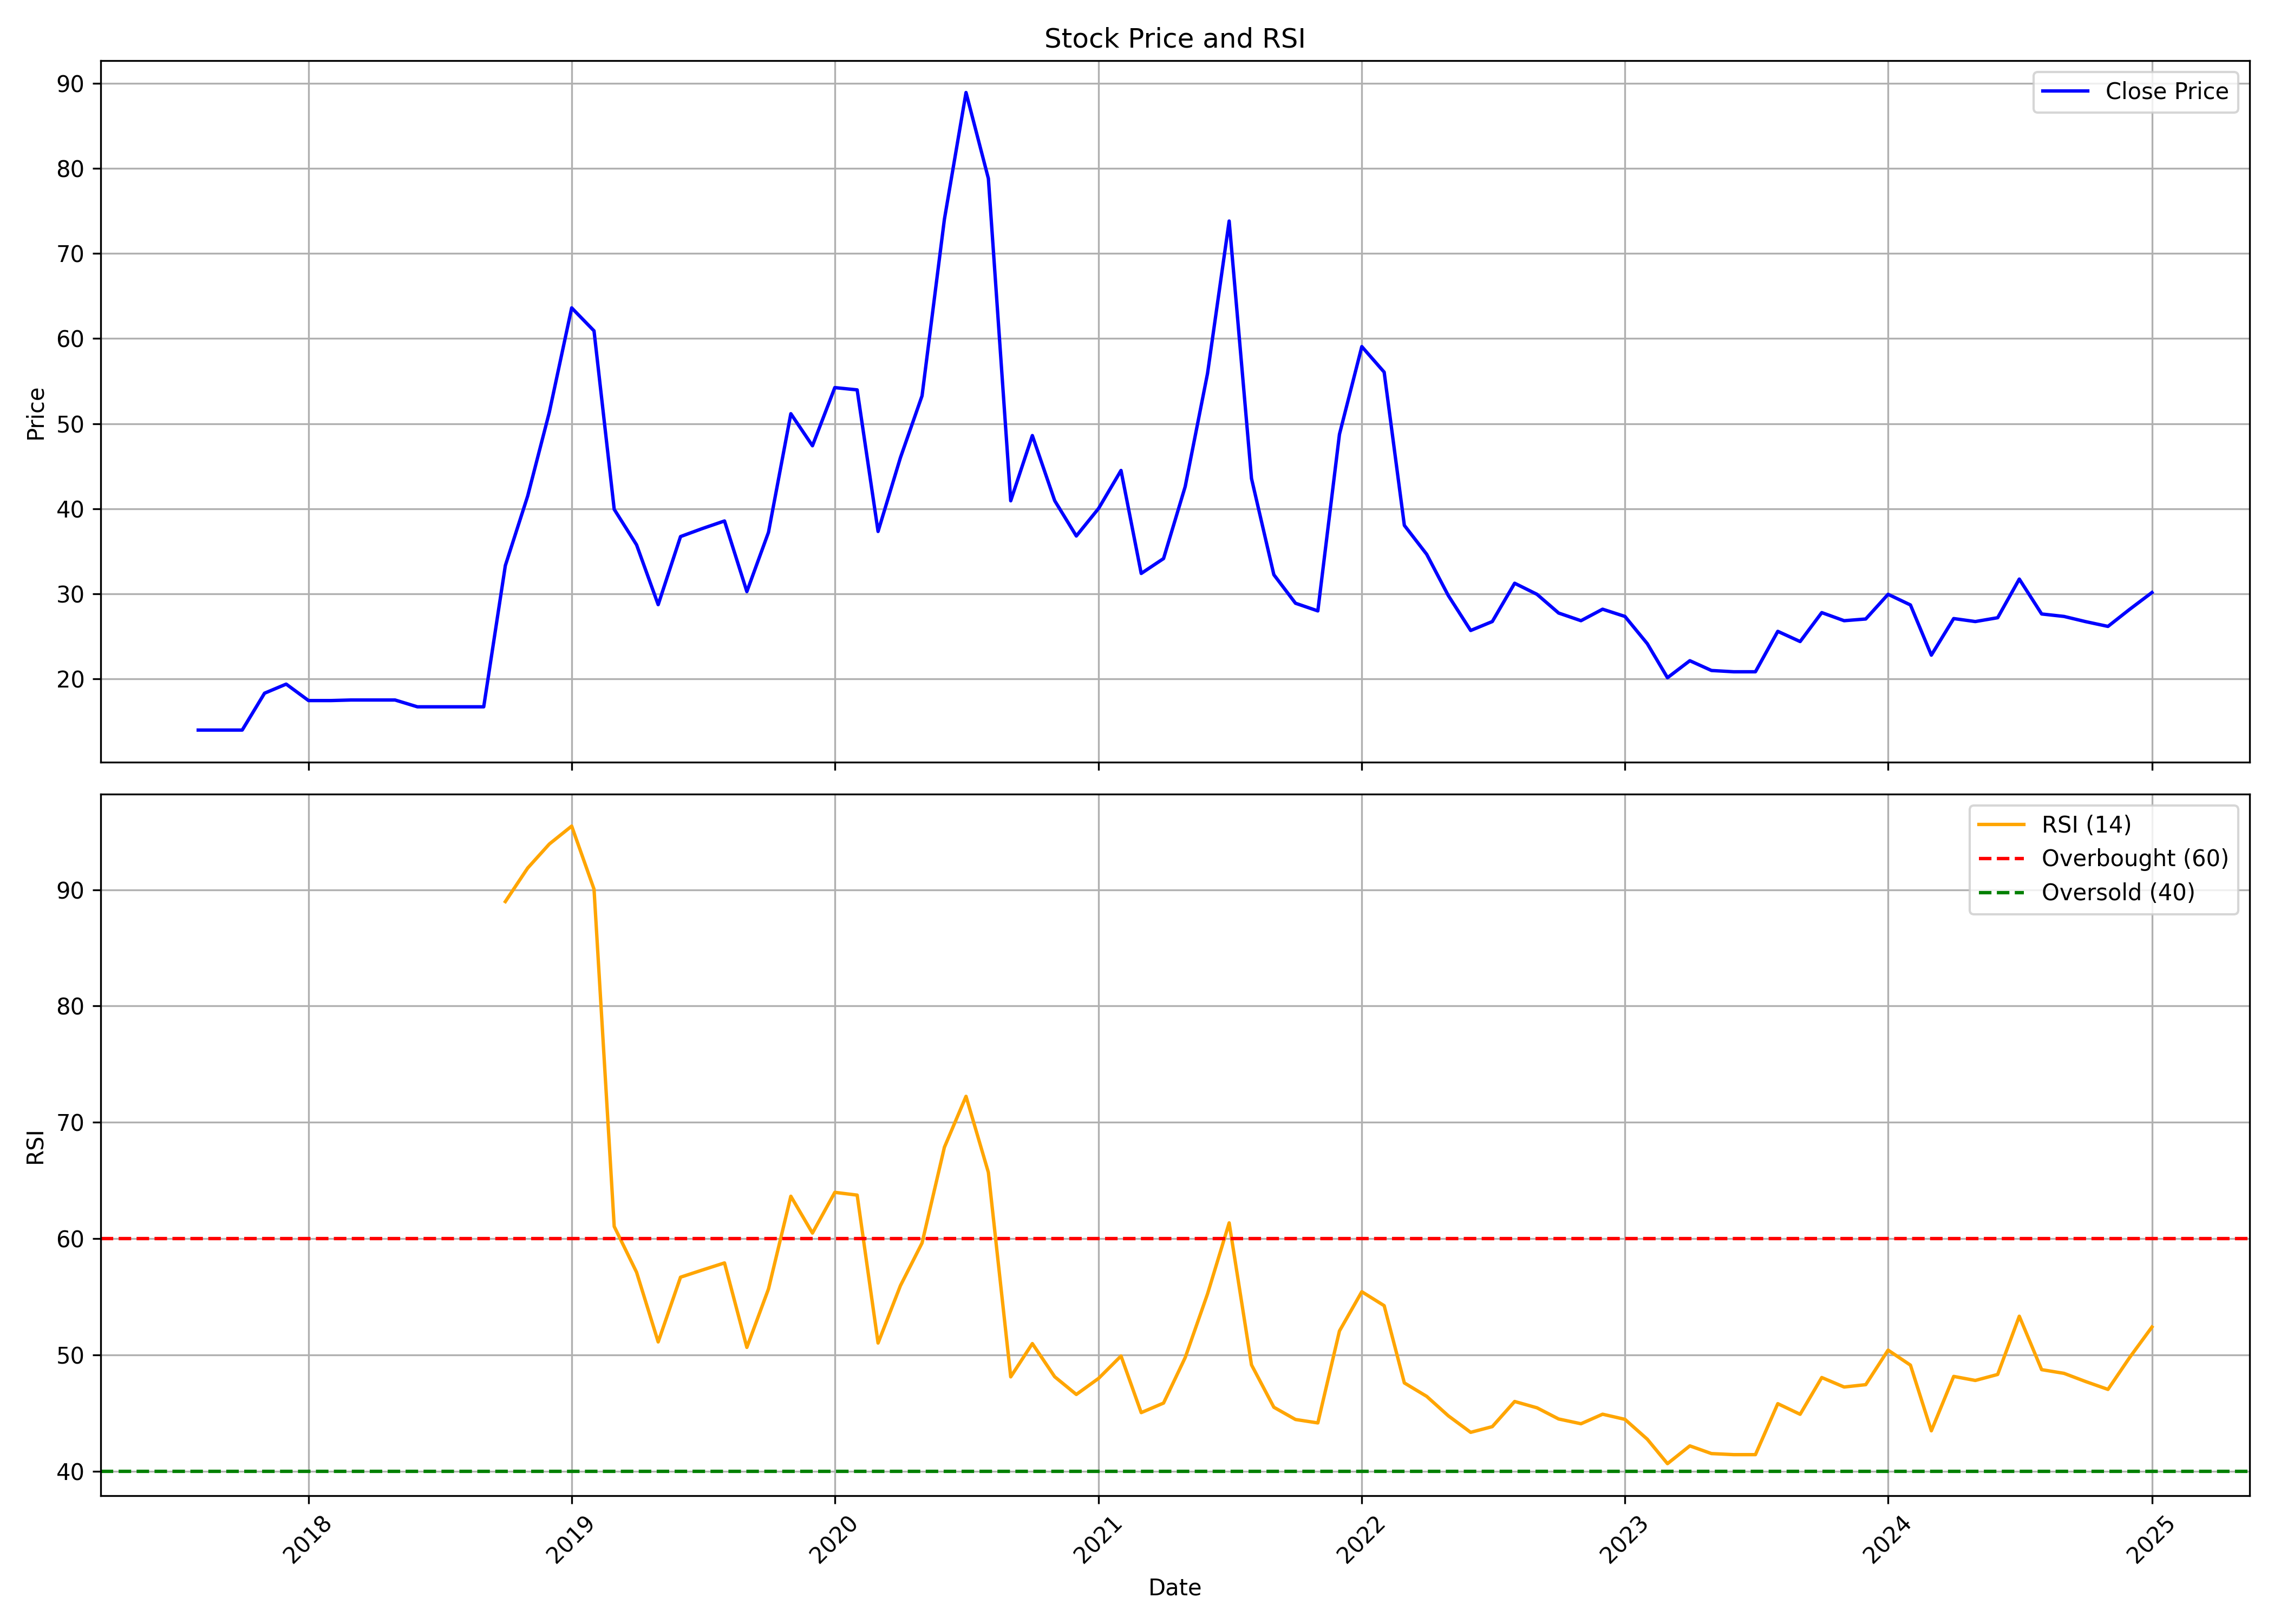 Stock Price and RSI
90
80
70
60
50
40
30
20
Price
Close Price
90
80
70
60
50
40
RSI
RSI (14)
Overbought (60)
Oversold (40)
2018
2019
2020
2021
2022
2023
2024
2025
Date